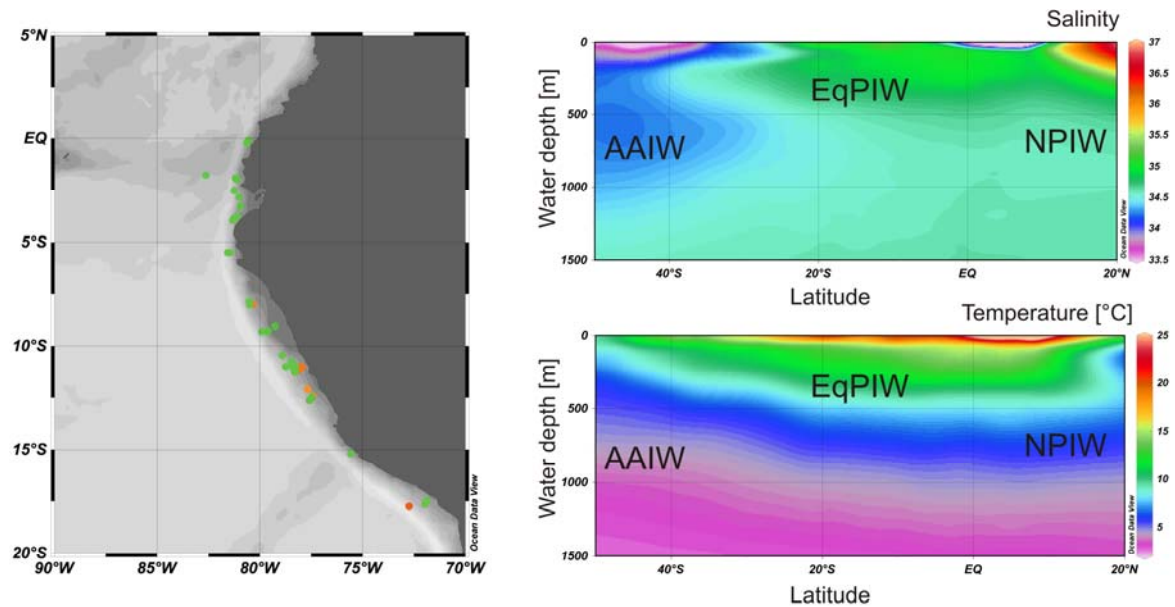 5°N
EQ
5°S
10°S
15°S
20°S
90°W
85°W
80°W
75°W
70°W
Ocean Data View
Salinity
Water depth [m]
0
500
1000
1500
EqPIW
AAIW
NPIW
40°S
20°S
EQ
20°N
Latitude
37
36.5
36
35.5
35
34.5
34
33.5
Ocean Data View
Temperature [°C]
Water depth [m]
0
500
1000
1500
EqPIW
AAIW
NPIW
40°S
20°S
EQ
20°N
Latitude
25
20
15
10
5
Ocean Data View